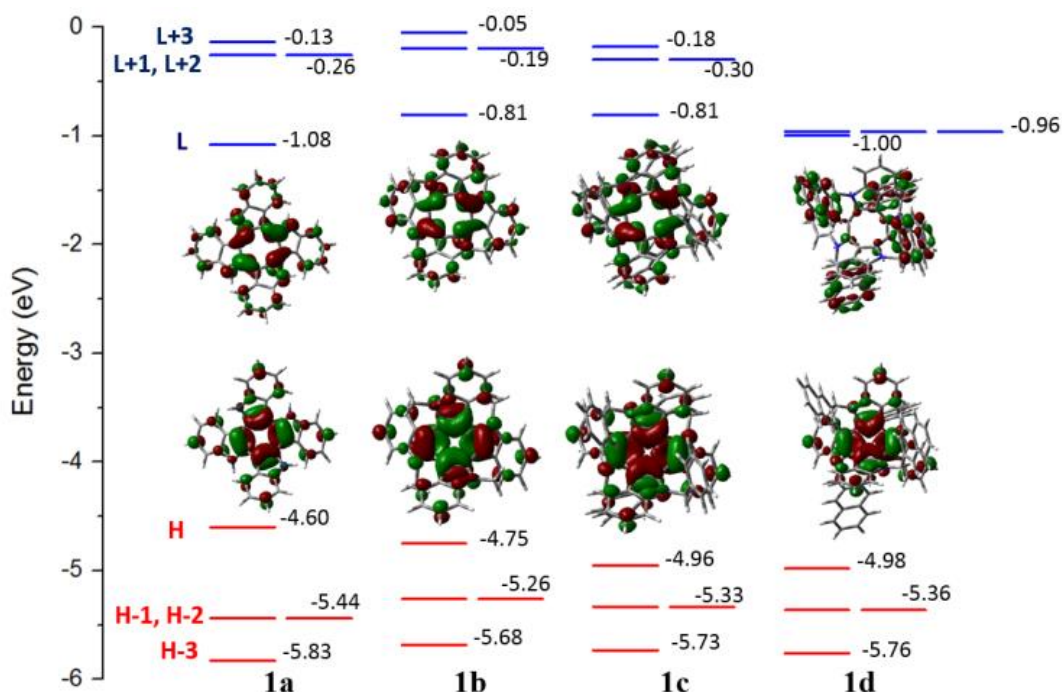 0
-1
-2
-3
-4
-5
-6
Energy (eV)
L+3
L+1, L+2
L
H
H-1, H-2
H-3
-0.13
-0.26
-1.08
-4.60
-5.44
-5.83
1a
-0.05
-0.19
-0.81
-4.75
-5.26
-5.68
1b
-0.18
-0.30
-0.81
-4.96
-5.33
-5.73
1c
-0.96
-1.00
-4.98
-5.36
-5.76
1d